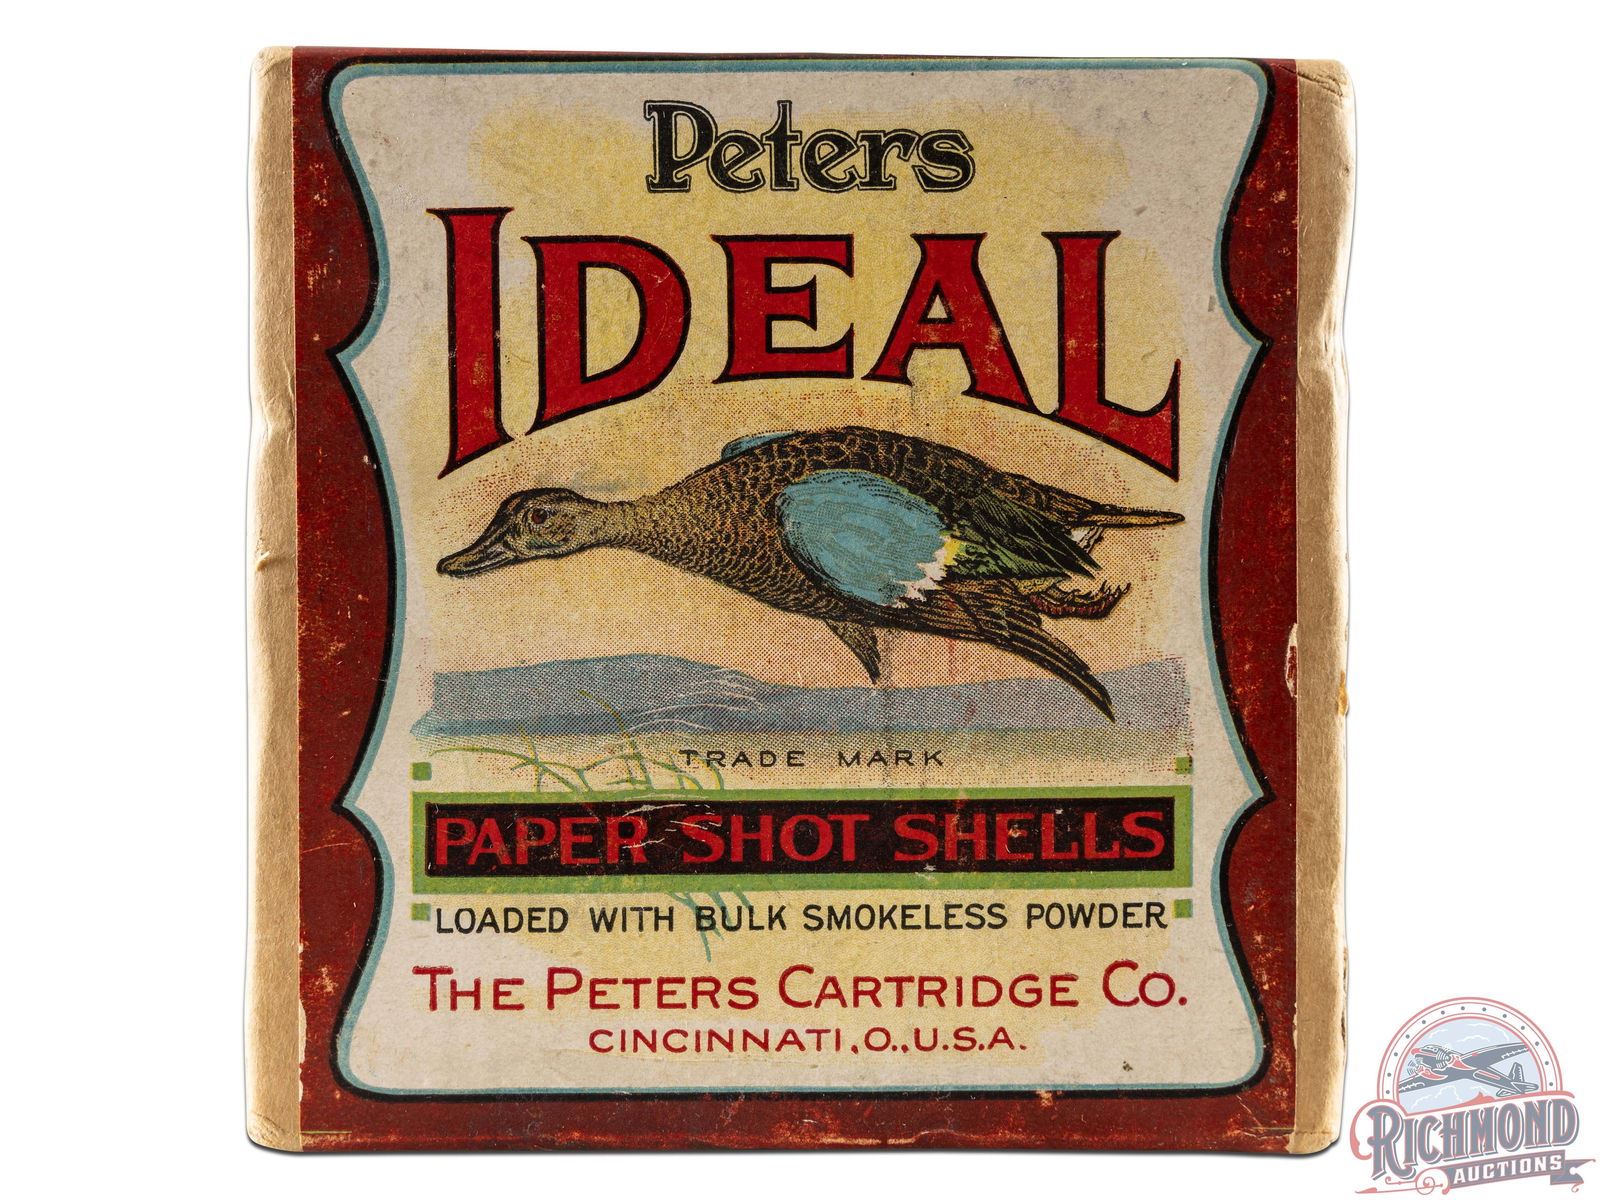 Peters
IDEAL
TRADE MARK
PAPER SHOT SHELLS
LOADED WITH BULK SMOKELESS POWDER
THE PETERS CARTRIDGE CO.
CINCINNATI, O., U.S.A.
RICHMOND
AUCTIONS